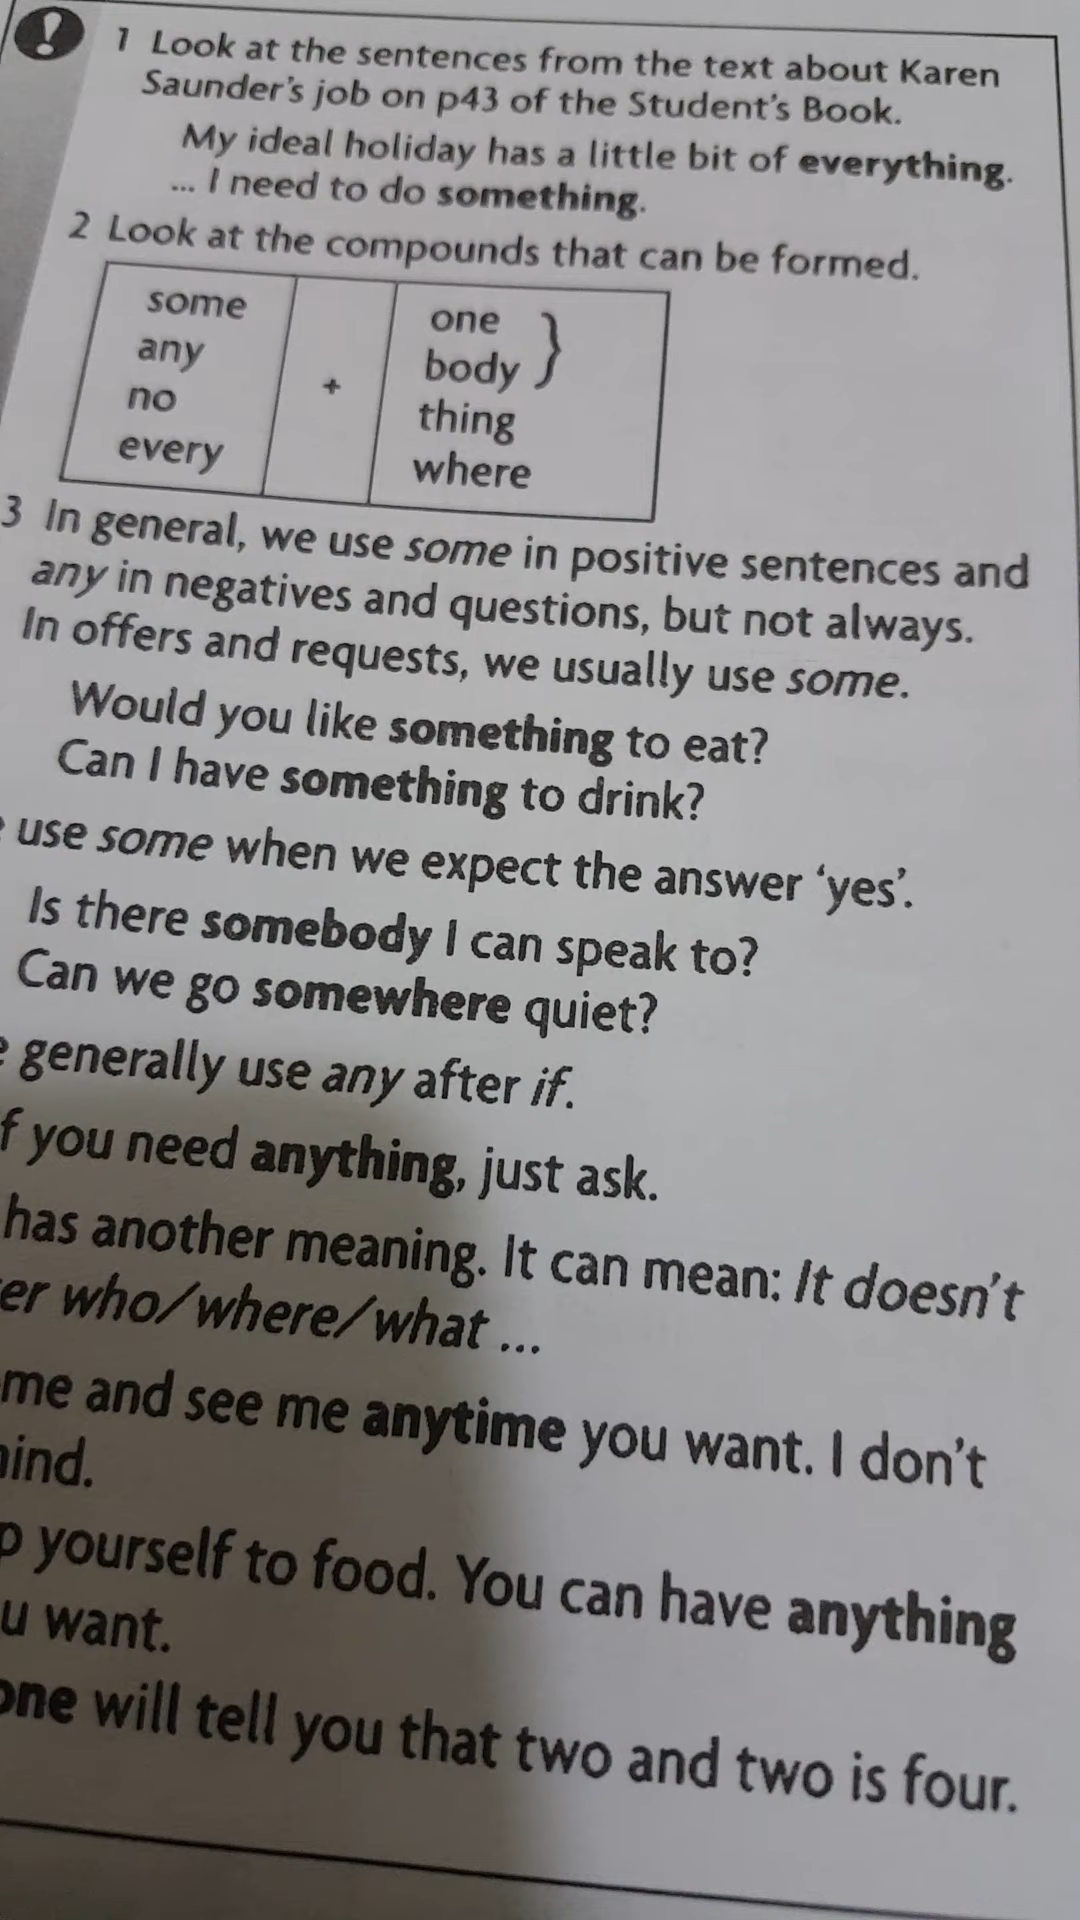 !
1 Look at the sentences from the text about Karen
Saunder's job on p43 of the Student's Book.
My ideal holiday has a little bit of everything.
... I need to do something.
2 Look at the compounds that can be formed.
some
any
no
every
+
one
body }
thing
where
3 In general, we use some in positive sentences and
any in negatives and questions, but not always.
In offers and requests, we usually use some.
Would you like something to eat?
Can I have something to drink?
use some when we expect the answer 'yes'.
Is there somebody I can speak to?
Can we go somewhere quiet?
generally use any after if.
you need anything, just ask.
has another meaning. It can mean: It doesn't
who/where/what ...
and see me anytime you want. I don't
yourself to food. You can have anything
want.
will tell you that two and two is four.